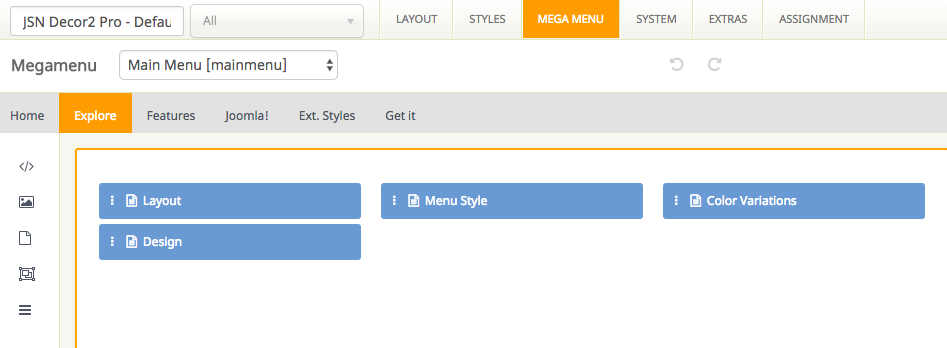 JSN Decor2 Pro - Defau All LAYOUT STYLES MEGA MENU SYSTEM EXTRAS ASSIGNMENT
Megamenu Main Menu [mainmenu]
Home Explore Features Joomla! Ext. Styles Get it
Layout Menu Style Color Variations
Design